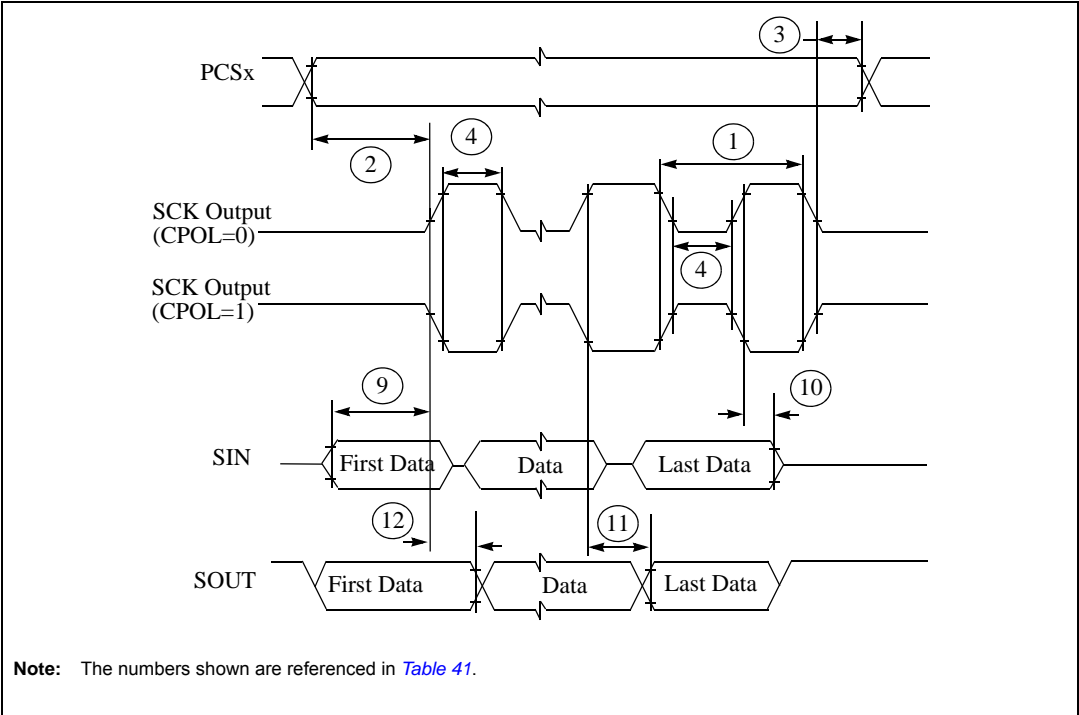 3
PCSx
4
1
2
SCK Output
(CPOL=0)
4
SCK Output
(CPOL=1)
9
10
SIN
First Data
Data
Last Data
12
11
SOUT
First Data
Data
Last Data
Note: The numbers shown are referenced in Table 41.